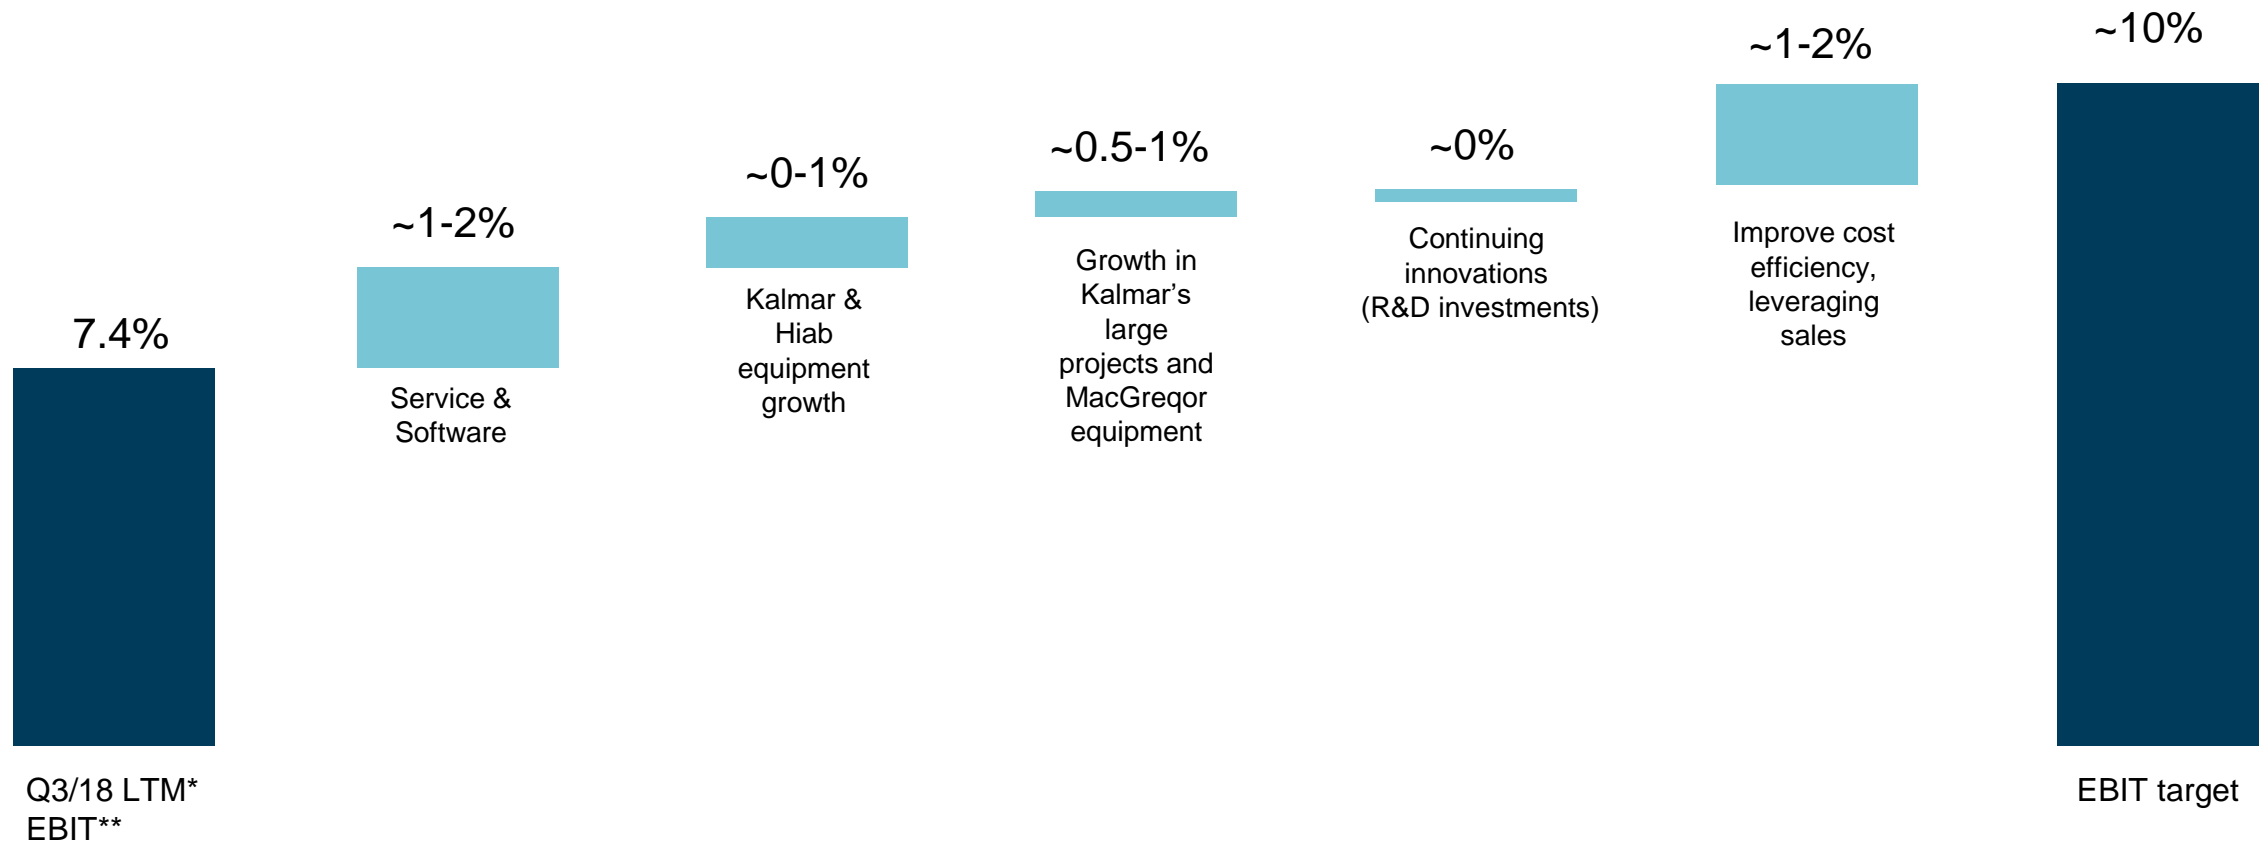 7.4%
Q3/18 LTM*
EBIT**
~1-2%
Service &
Software
~0-1%
Kalmar &
Hiab
equipment
growth
~0.5-1%
Growth in
Kalmar’s
large
projects and
MacGreqor
equipment
~0%
Continuing
innovations
(R&D investments)
~1-2%
Improve cost
efficiency,
leveraging
sales
~10%
EBIT target